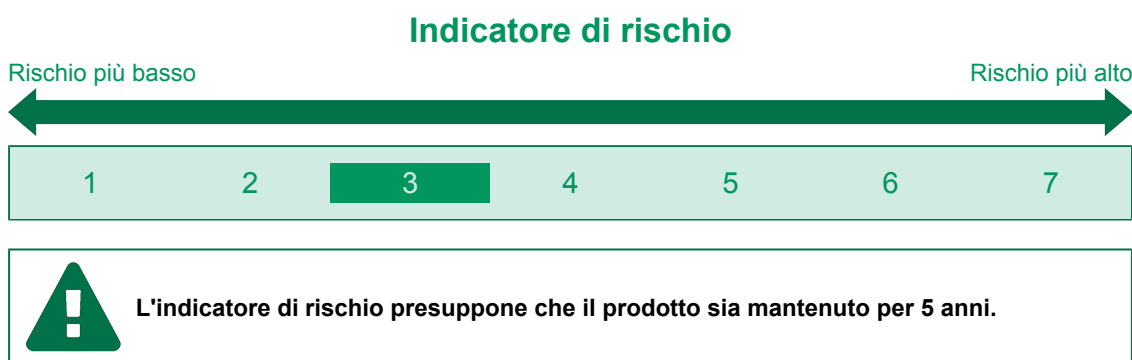 Indicatore di rischio
Rischio più basso Rischio più alto
1 2 3 4 5 6 7
L'indicatore di rischio presuppone che il prodotto sia mantenuto per 5 anni.